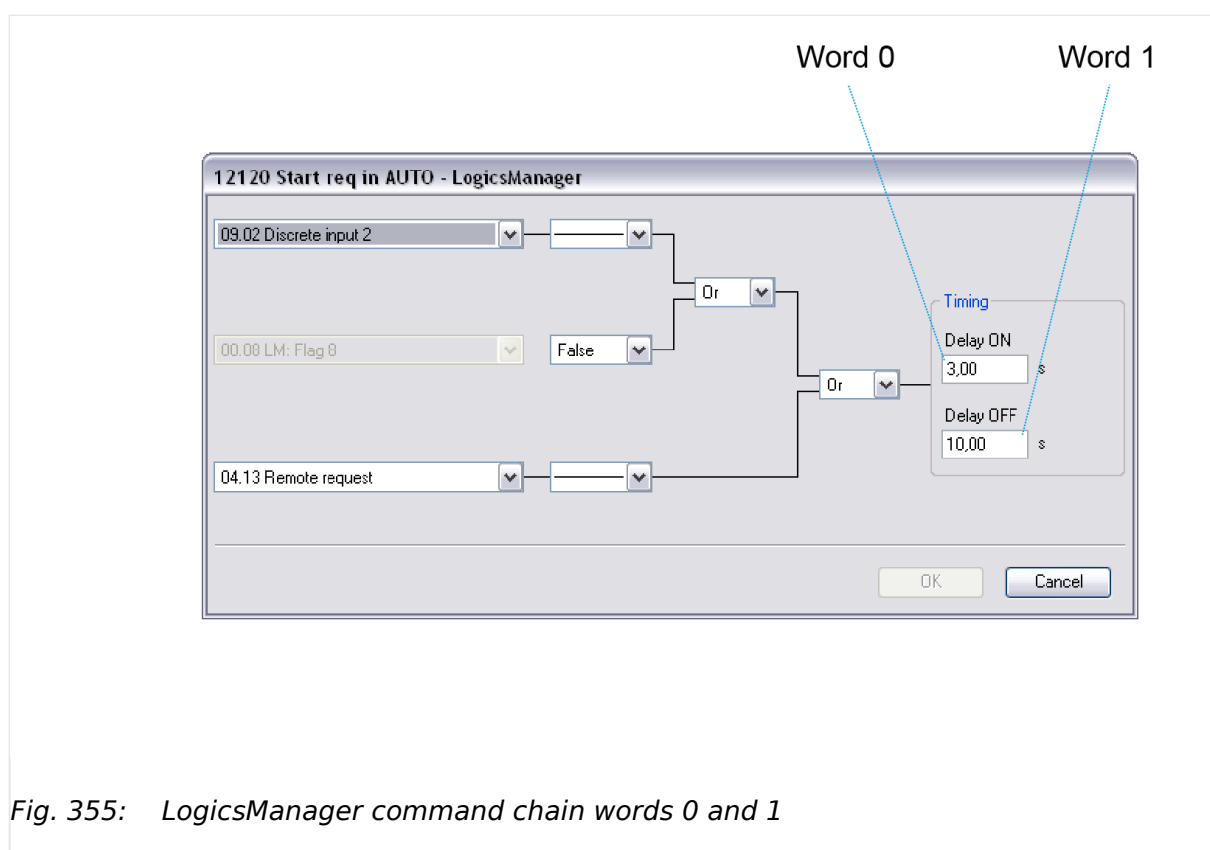 Word 0 Word 1
12120 Start req in AUTO - LogicsManager
09.02 Discrete input 2
Or
Timing
Delay ON
00.08 LM: Flag 8 False
3,00 s
Or
Delay OFF
10,00 s
04.13 Remote request
OK Cancel
Fig. 355: LogicsManager command chain words 0 and 1